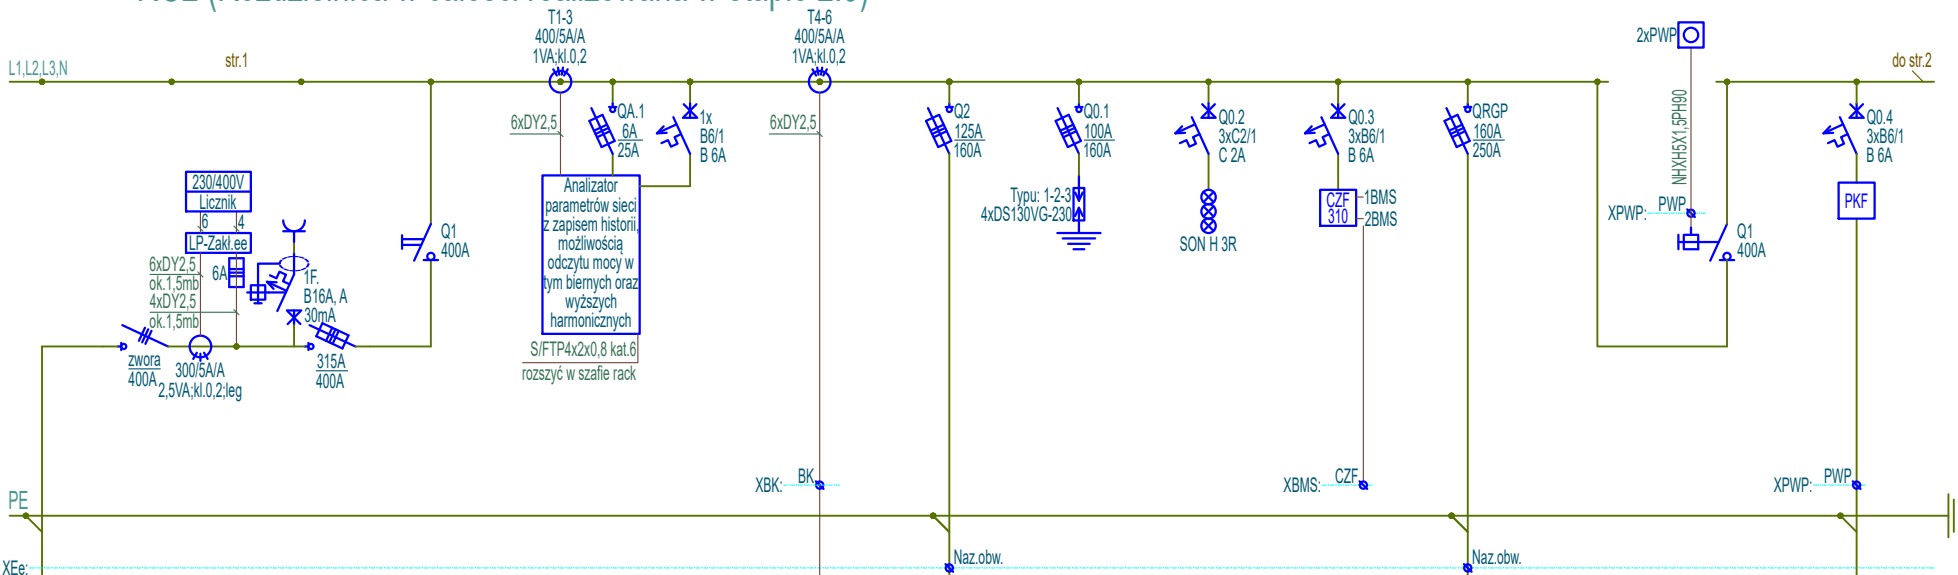 L1,L2,L3,N
str.1
T1-3
400/5A/A
1VA;kl.0,2
T4-6
400/5A/A
1VA;kl.0,2
2xPWP
do str.2
6xDY2,5
QA.1
6A
25A
1x
B6/1
B 6A
6xDY2,5
Q2
125A
160A
Q0.1
100A
160A
Q0.2
3xC2/1
C 2A
Q0.3
3xB6/1
B 6A
QRGP
160A
250A
NHXH5X1,5PH90
Q0.4
3xB6/1
B 6A
230/400V
Licznik
6
4
LP-Zakł.ee
6xDY2,5
ok.1,5mb
4xDY2,5
ok.1,5mb
6A
1F.
B16A, A
30mA
Q1
400A
Analizator
parametrów sieci
z zapisem historii,
możliwością
odczytu mocy w
tym biernych oraz
wyższych
harmonicznych
Typu: 1-2-3
4xDS130VG-230
SON H 3R
CZF
310
1BMS
2BMS
XPWP:
PWP
Q1
400A
PKF
zwora
400A
300/5A/A
2,5VA;kl.0,2;leg
315A
400A
S/FTP4x2x0,8 kat.6
rozszyć w szafie rack
XBK:
BK
XBMS:
CZF
XPWP:
PWP
PE
XEe:
Naz.obw.
Naz.obw.